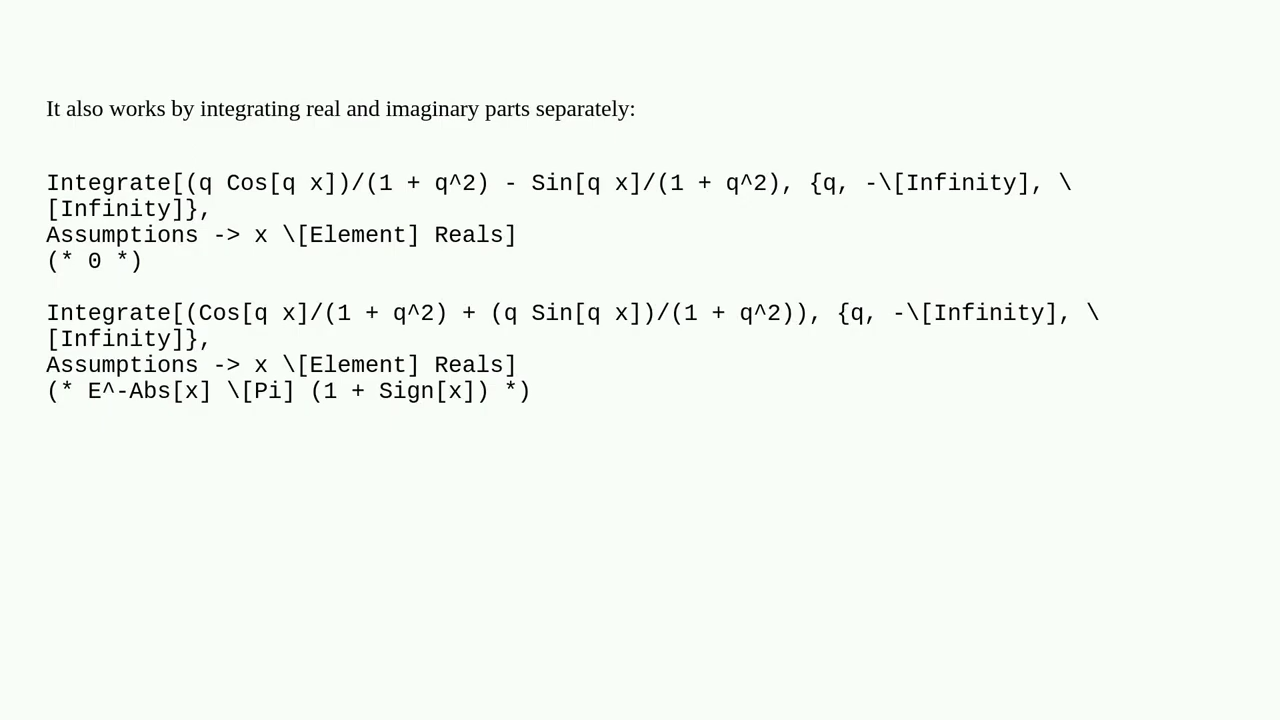 It also works by integrating real and imaginary parts separately:
Integrate[(q Cos[q x])/(1 + q^2) - Sin[q x]/(1 + q^2), {q, -\[Infinity], \
[Infinity]},
Assumptions -> x \[Element] Reals]
(* 0 *)
Integrate[(Cos[q x]/(1 + q^2) + (q Sin[q x])/(1 + q^2)), {q, -\[Infinity], \
[Infinity]},
Assumptions -> x \[Element] Reals]
(* E^-Abs[x] \[Pi] (1 + Sign[x]) *)